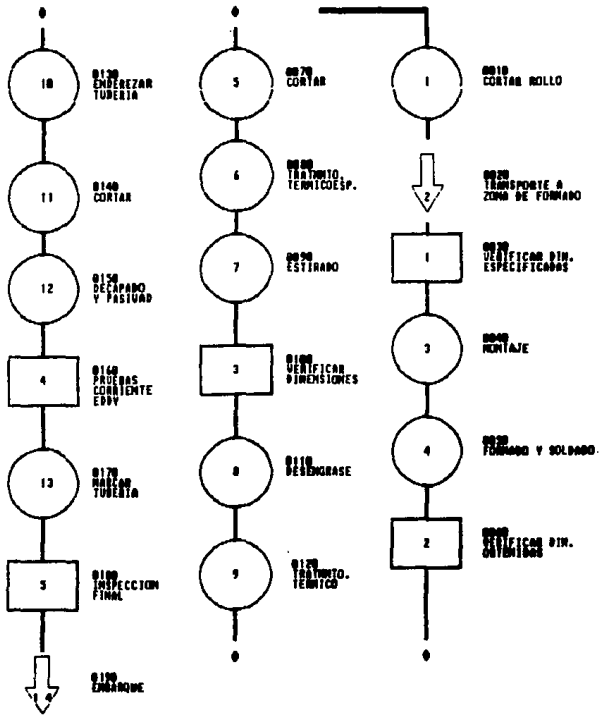 10
0130
ENDEREZAR
TUBERIA
11
0140
CORTAR
12
0150
DECAPADO
Y PASIVAD
4
0160
PRUEBAS
CORRIENTE
EDDY
13
0170
MARCAR
TUBERIA
5
0180
INSPECCION
FINAL
1 4
0190
EMBARQUE
5
0070
CORTAR
6
0080
TRATMNTO.
TERMICOESP.
7
0090
ESTIRADO
3
0100
VERIFICAR
DIMENSIONES
8
0110
DESENGRASE
9
0120
TRATMNTO.
TERMICO
1
0010
CORTAR ROLLO
2
0020
TRANSPORTE A
ZONA DE FORMADO
1
0030
VERIFICAR DIM.
ESPECIFICADAS
3
0040
MONTAJE
4
0050
FORMADO Y SOLDADO.
2
0060
VERIFICAR DIM.
OBTENIDAS